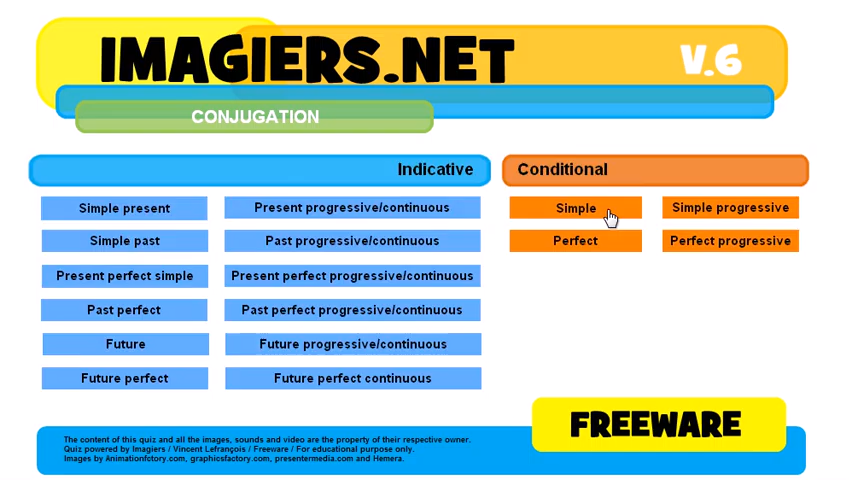 IMAGIERS.NET
V.6
CONJUGATION
Indicative
Conditional
Simple present
Present progressive/continuous
Simple
Simple progressive
Simple past
Past progressive/continuous
Perfect
Perfect progressive
Present perfect simple
Present perfect progressive/continuous
Past perfect
Past perfect progressive/continuous
Future
Future progressive/continuous
Future perfect
Future perfect continuous
FREEWARE
The content of this quiz and all the images, sounds and video are the property of their respective owner.
Quiz powered by Imagiers / Vincent Lefrançois / Freeware / For educational purpose only.
Images by Animationfotory.com, graphicsfactory.com, presentermedia.com and Hemera.